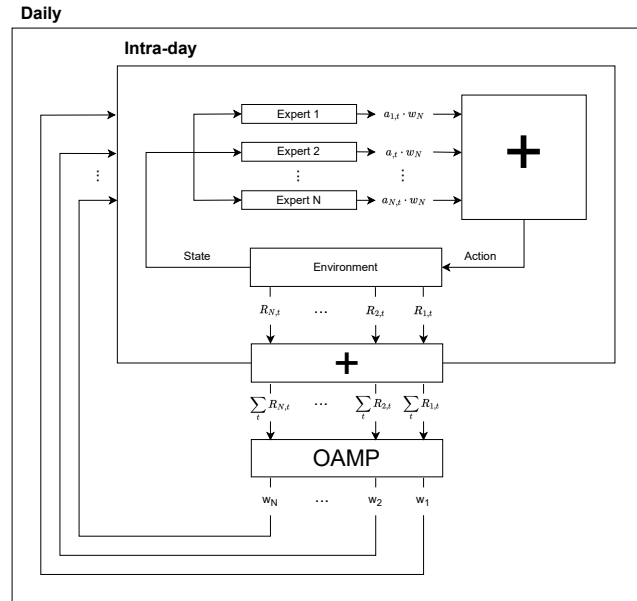 Daily
Intra-day
Expert 1
a_{1,t} · w_N
Expert 2
a_{,t} · w_N
⋮ ⋮ ⋮
Expert N
a_{N,t} · w_N
+
State
Environment
Action
R_{N,t} ... R_{2,t} R_{1,t}
+
∑_t R_{N,t} ... ∑_t R_{2,t} ∑_t R_{1,t}
OAMP
w_N ... w_2 w_1